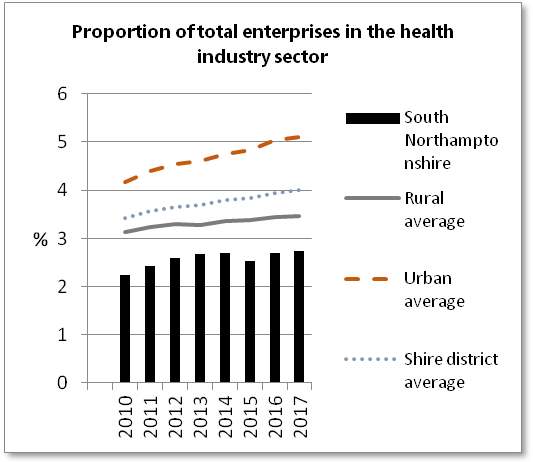 Proportion of total enterprises in the health
industry sector
6
5
4
3
2
1
0
%
2010
2011
2012
2013
2014
2015
2016
2017
South
Northampto
nshire
Rural
average
Urban
average
Shire district
average